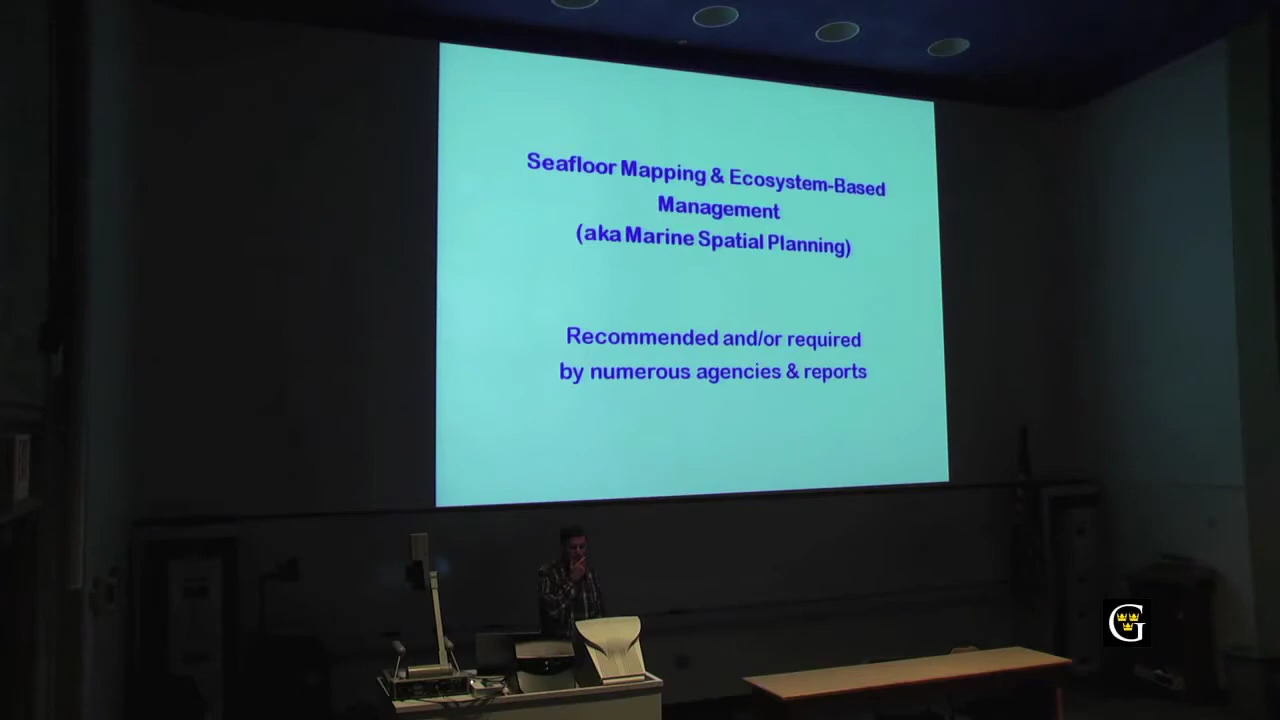 Seafloor Mapping & Ecosystem-Based
Management
(aka Marine Spatial Planning)
Recommended and/or required
by numerous agencies & reports
G